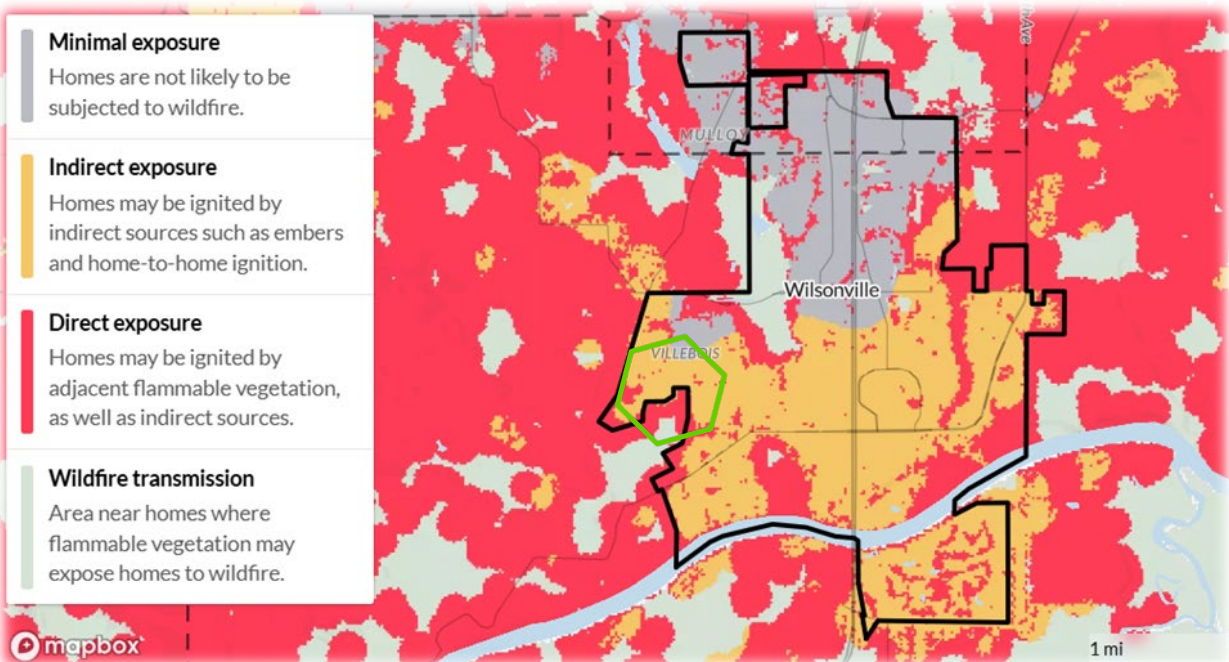 Minimal exposure
Homes are not likely to be
subjected to wildfire.
Indirect exposure
Homes may be ignited by
indirect sources such as embers
and home-to-home ignition.
Direct exposure
Homes may be ignited by
adjacent flammable vegetation,
as well as indirect sources.
Wildfire transmission
Area near homes where
flammable vegetation may
expose homes to wildfire.
MULLOY
Wilsonville
VILLEBOIS
mapbox
1 mi